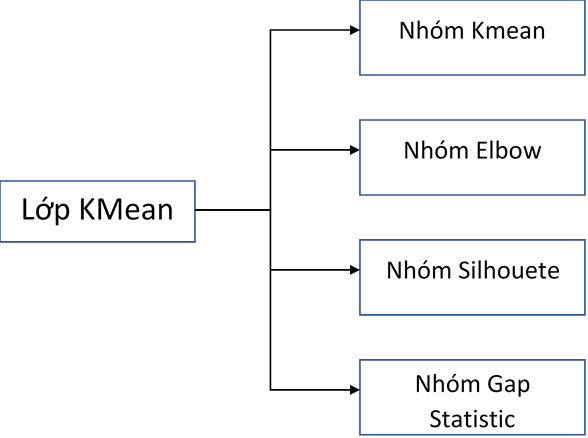 Nhóm Kmean
Nhóm Elbow
Lớp KMean
Nhóm Silhouete
Nhóm Gap
Statistic